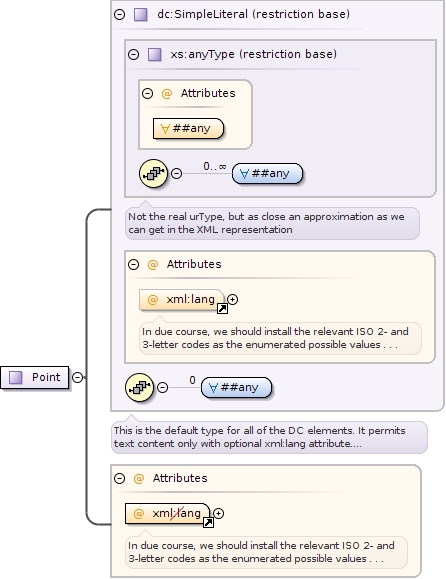 dc:SimpleLiteral (restriction base)
xs:anyType (restriction base)
@ Attributes
∀ ##any
0..∞
∀ ##any
Not the real urType, but as close an approximation as we
can get in the XML representation
@ Attributes
@ xml:lang
In due course, we should install the relevant ISO 2- and
3-letter codes as the enumerated possible values . . .
Point
0
∀ ##any
This is the default type for all of the DC elements. It permits
text content only with optional xml:lang attribute....
@ Attributes
@ xml:lang
In due course, we should install the relevant ISO 2- and
3-letter codes as the enumerated possible values . . .